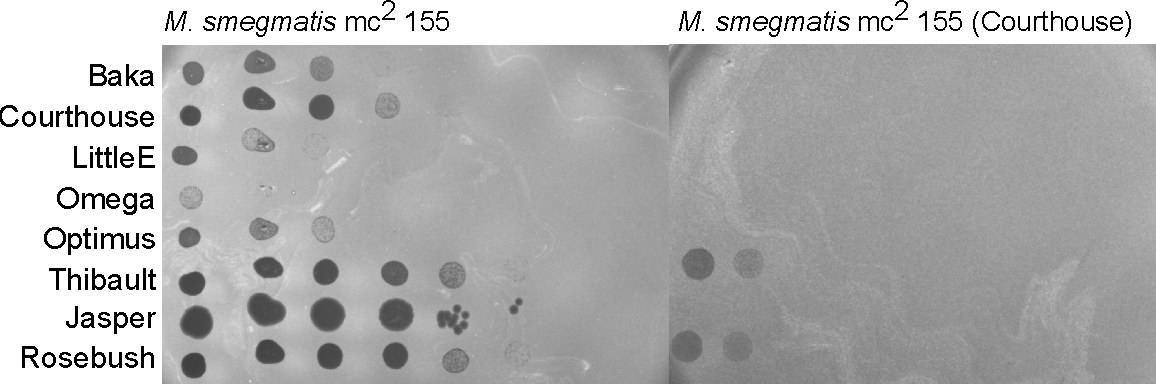 M. smegmatis mc2 155
M. smegmatis mc2 155 (Courthouse)
Baka
Courthouse
LittleE
Omega
Optimus
Thibault
Jasper
Rosebush